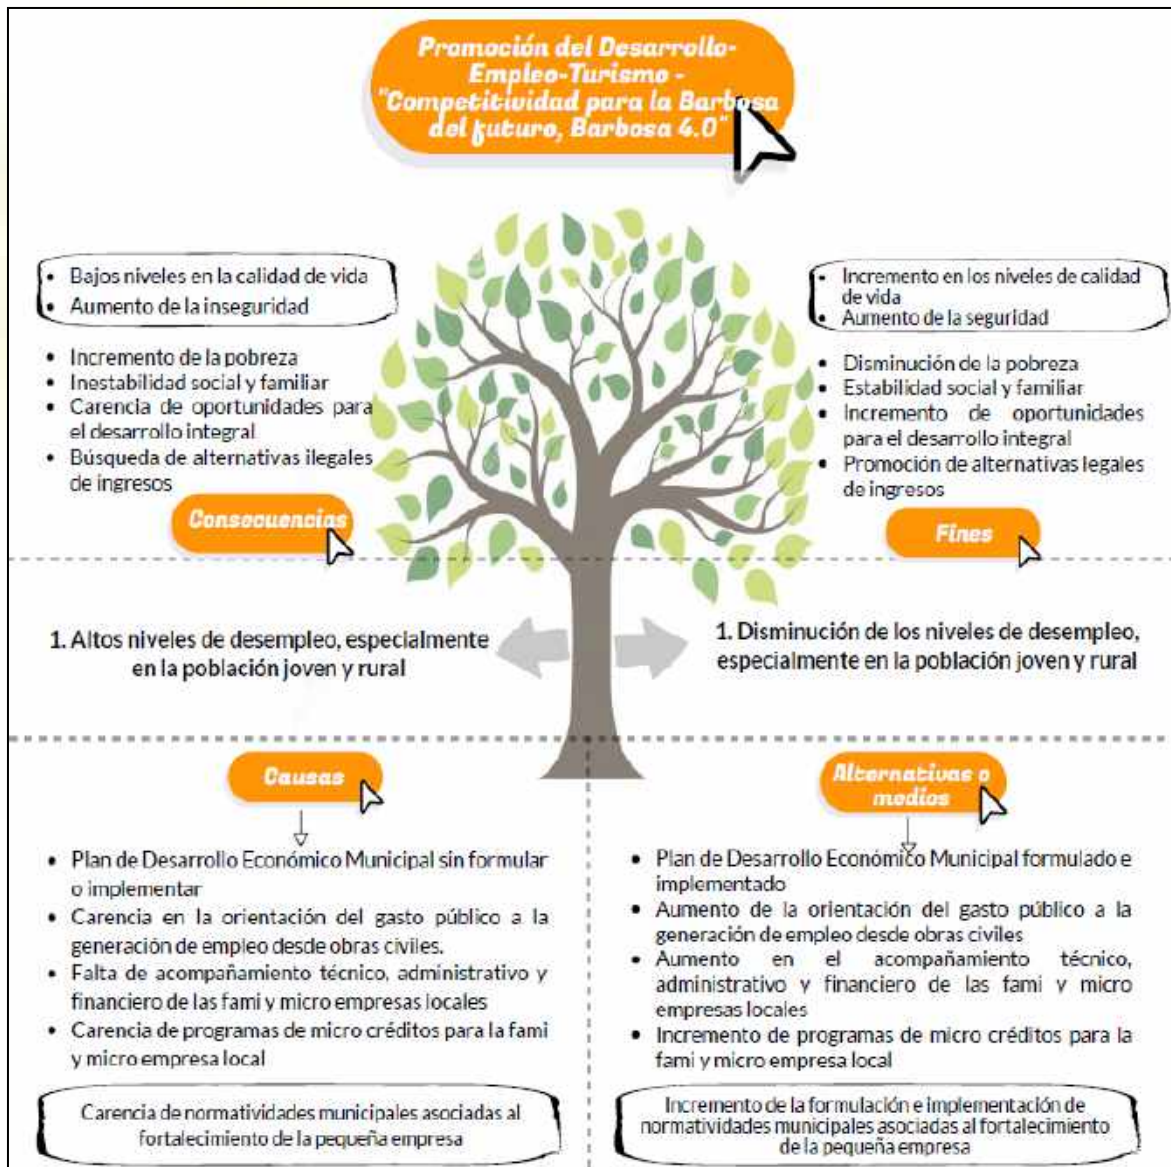 Promoción del Desarrollo-
Empleo-Turismo -
"Competitividad para la Barbosa
del futuro, Barbosa 4.0"
• Bajos niveles en la calidad de vida
• Aumento de la inseguridad
• Incremento de la pobreza
• Inestabilidad social y familiar
• Carencia de oportunidades para
el desarrollo integral
• Búsqueda de alternativas ilegales
de ingresos
Consecuencias
• Incremento en los niveles de calidad
de vida
• Aumento de la seguridad
• Disminución de la pobreza
• Estabilidad social y familiar
• Incremento de oportunidades
para el desarrollo integral
• Promoción de alternativas legales
de ingresos
Fines
1. Altos niveles de desempleo, especialmente
en la población joven y rural
1. Disminución de los niveles de desempleo,
especialmente en la población joven y rural
Causas
• Plan de Desarrollo Económico Municipal sin formular
o implementar
• Carencia en la orientación del gasto público a la
generación de empleo desde obras civiles.
• Falta de acompañamiento técnico, administrativo y
financiero de las fami y micro empresas locales
• Carencia de programas de micro créditos para la fami
y micro empresa local
Carencia de normatividades municipales asociadas al
fortalecimiento de la pequeña empresa
Alternativas o
medios
• Plan de Desarrollo Económico Municipal formulado e
implementado
• Aumento de la orientación del gasto público a la
generación de empleo desde obras civiles
• Aumento en el acompañamiento técnico,
administrativo y financiero de las fami y micro
empresas locales
• Incremento de programas de micro créditos para la
fami y micro empresa local
Incremento de la formulación e implementación de
normatividades municipales asociadas al fortalecimiento
de la pequeña empresa